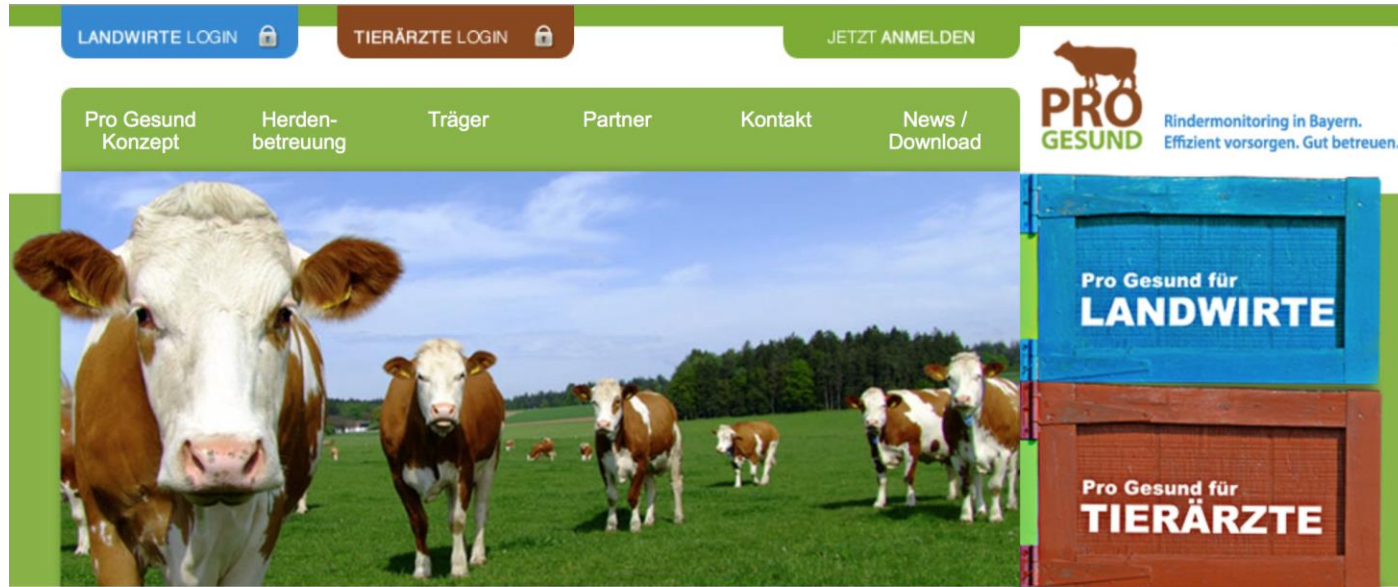 LANDWIRTE LOGIN
TIERÄRZTE LOGIN
JETZT ANMELDEN
Pro Gesund
Konzept
Herden-
betreuung
Träger
Partner
Kontakt
News /
Download
PRO
GESUND
Rindermonitoring in Bayern.
Effizient vorsorgen. Gut betreuen.
Pro Gesund für
LANDWIRTE
Pro Gesund für
TIERÄRZTE